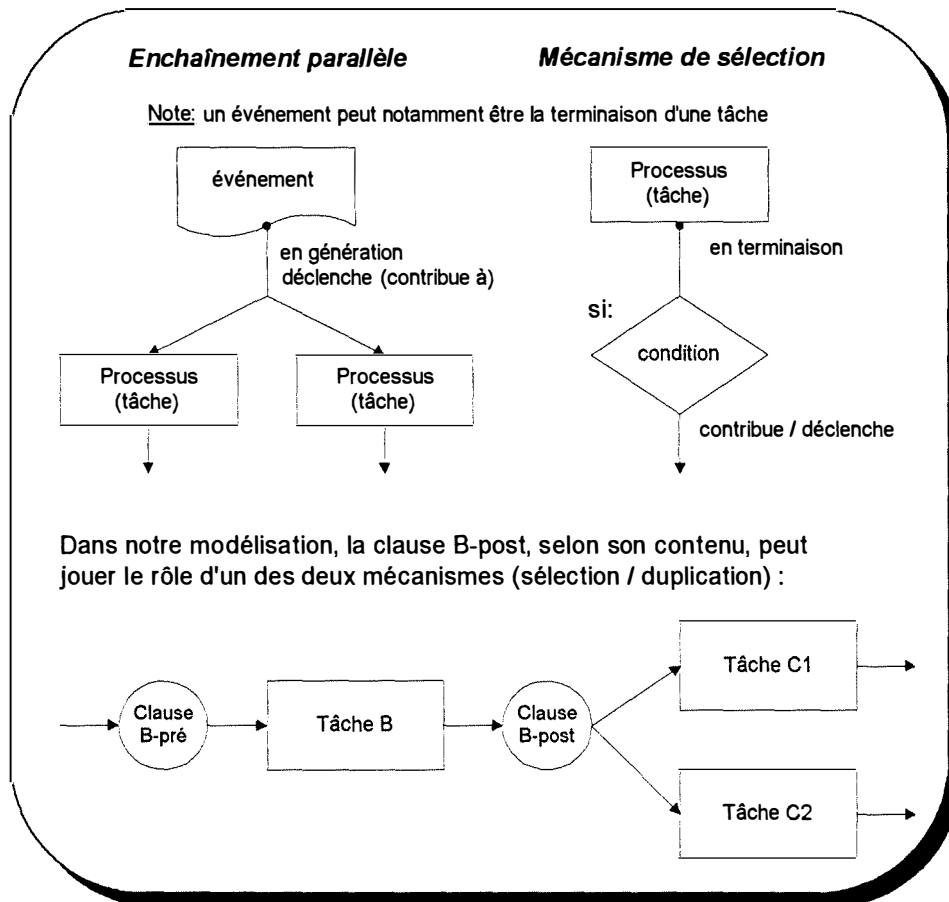 Enchaînement parallèle
Mécanisme de sélection
Note: un événement peut notamment être la terminaison d'une tâche
événement
en génération
déclenche (contribue à)
Processus
(tâche)
Processus
(tâche)
Processus
(tâche)
en terminaison
si:
condition
contribue / déclenche
Dans notre modélisation, la clause B-post, selon son contenu, peut
jouer le rôle d'un des deux mécanismes (sélection / duplication) :
Clause
B-pré
Tâche B
Clause
B-post
Tâche C1
Tâche C2